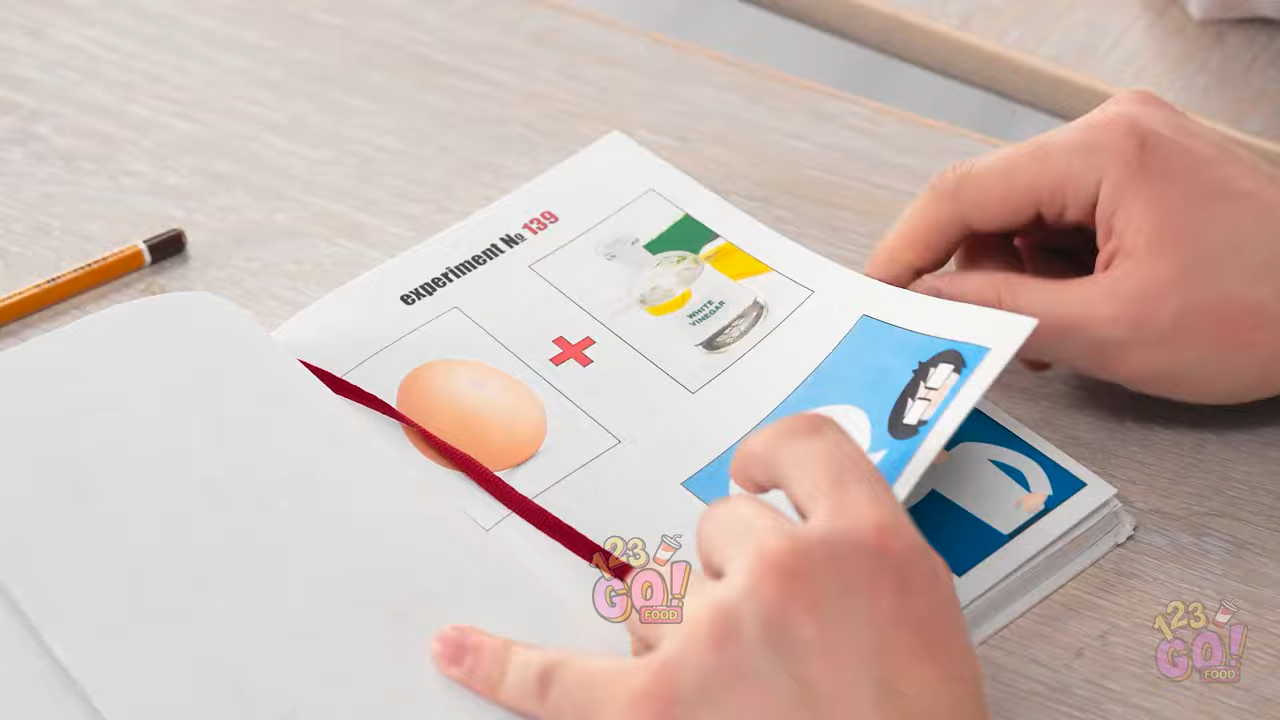 experiment № 139
WHITE
VINEGAR
123
GO!
FOOD
123
GO!
FOOD